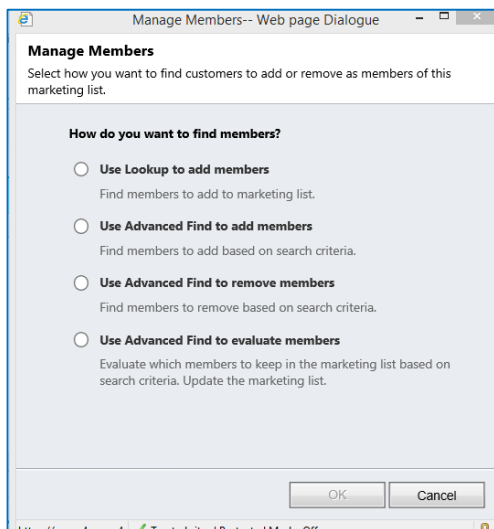 Manage Members-- Web page Dialogue
Manage Members
Select how you want to find customers to add or remove as members of this
marketing list.
How do you want to find members?
Use Lookup to add members
Find members to add to marketing list.
Use Advanced Find to add members
Find members to add based on search criteria.
Use Advanced Find to remove members
Find members to remove based on search criteria.
Use Advanced Find to evaluate members
Evaluate which members to keep in the marketing list based on
search criteria. Update the marketing list.
OK
Cancel